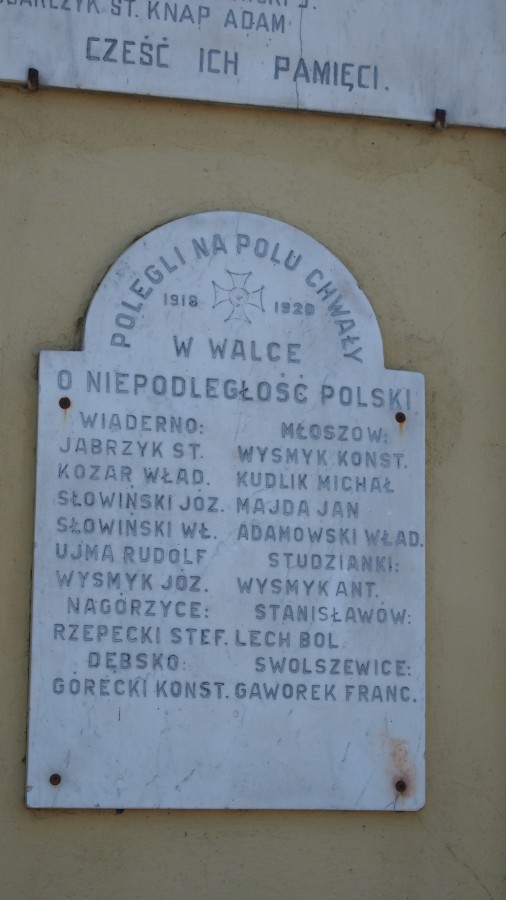 ST. KNAP ADAM
CZEŚĆ ICH PAMIĘCI.
POLEGLI NA POLU CHWAŁY
1918 1920
W WALCE
O NIEPODLEGŁOŚĆ POLSKI
WIADERNO:
JABRZYK ST.
KOZAR WŁAD.
SŁOWIŃSKI JÓZ.
SŁOWIŃSKI WŁ.
UJMA RUDOLF
WYSMYK JÓZ.
NAGÓRZYCE:
RZEPECKI STEF.
DĘBSKO:
GÓRECKI KONST.
MŁOSZÓW:
WYSMYK KONST.
KUDLIK MICHAŁ
MAJDA JAN
ADAMOWSKI WŁAD.
STUDZIANKI:
WYSMYK ANT.
STANISŁAWÓW:
LECH BOL
SWOLSZEWICE:
GAWOREK FRANC.